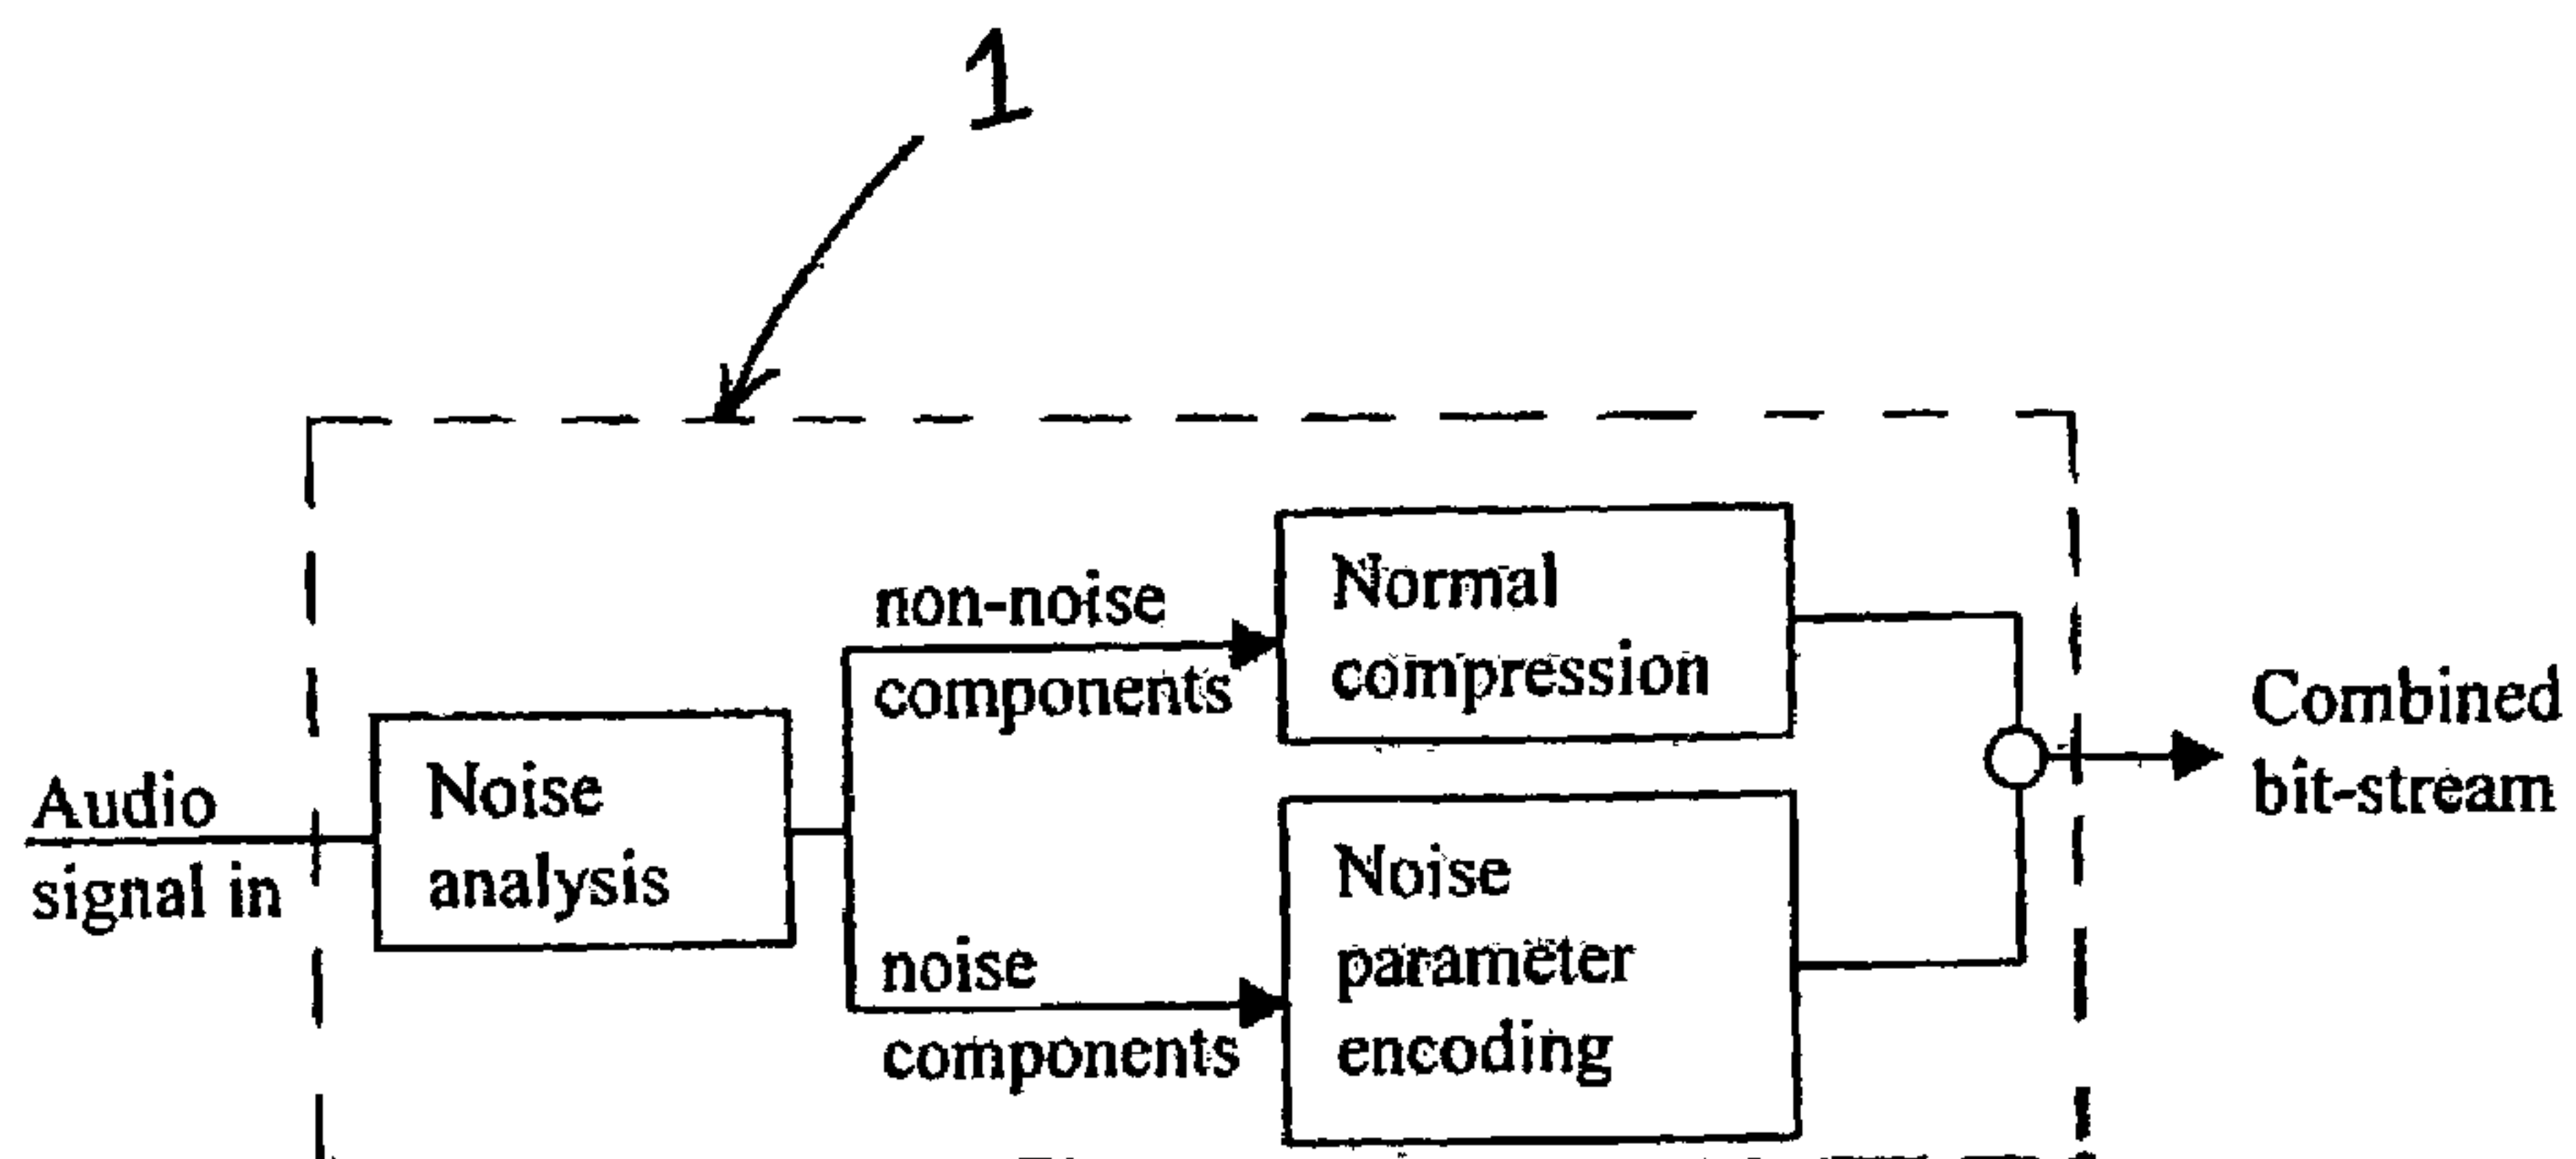 1
non-noise
components
Normal
compression
Audio
signal in
Noise
analysis
noise
components
Noise
parameter
encoding
Combined
bit-stream